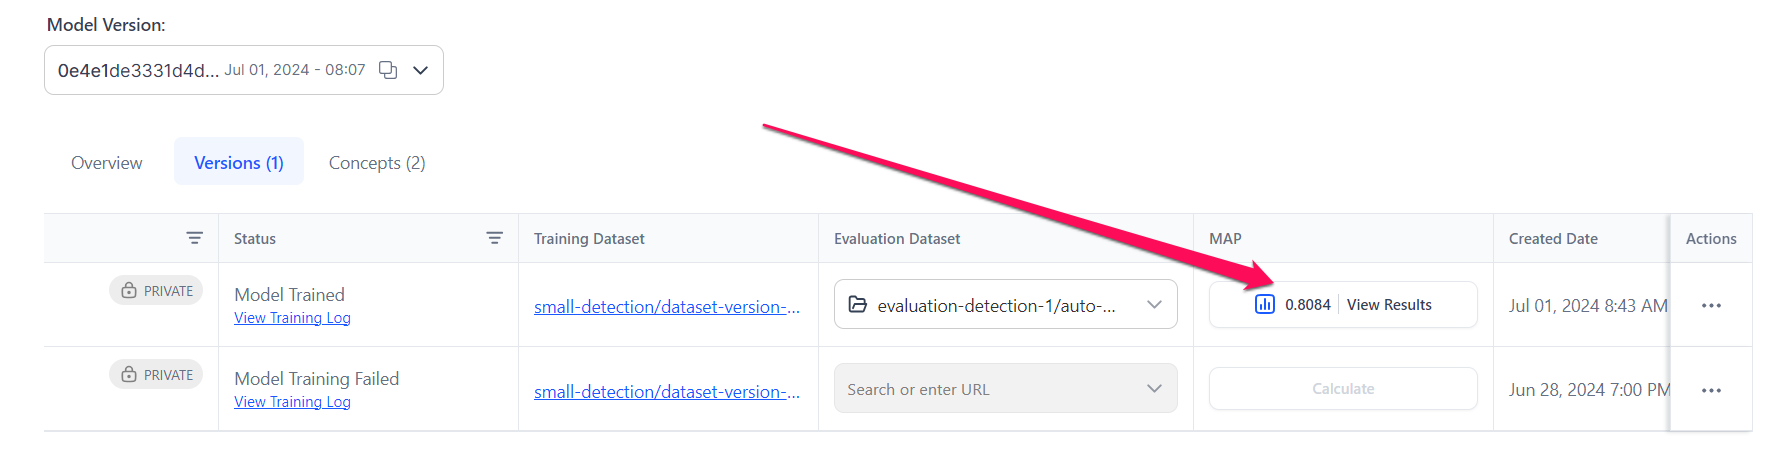 Model Version:
0e4e1de3331d4d... Jul 01, 2024 - 08:07
Overview Versions (1) Concepts (2)
Status Training Dataset Evaluation Dataset MAP Created Date Actions
PRIVATE Model Trained small-detection/dataset-version-... evaluation-detection-1/auto-... 0.8084 View Results Jul 01, 2024 8:43 AM ...
View Training Log
PRIVATE Model Training Failed small-detection/dataset-version-... Search or enter URL Calculate Jun 28, 2024 7:00 PM ...
View Training Log